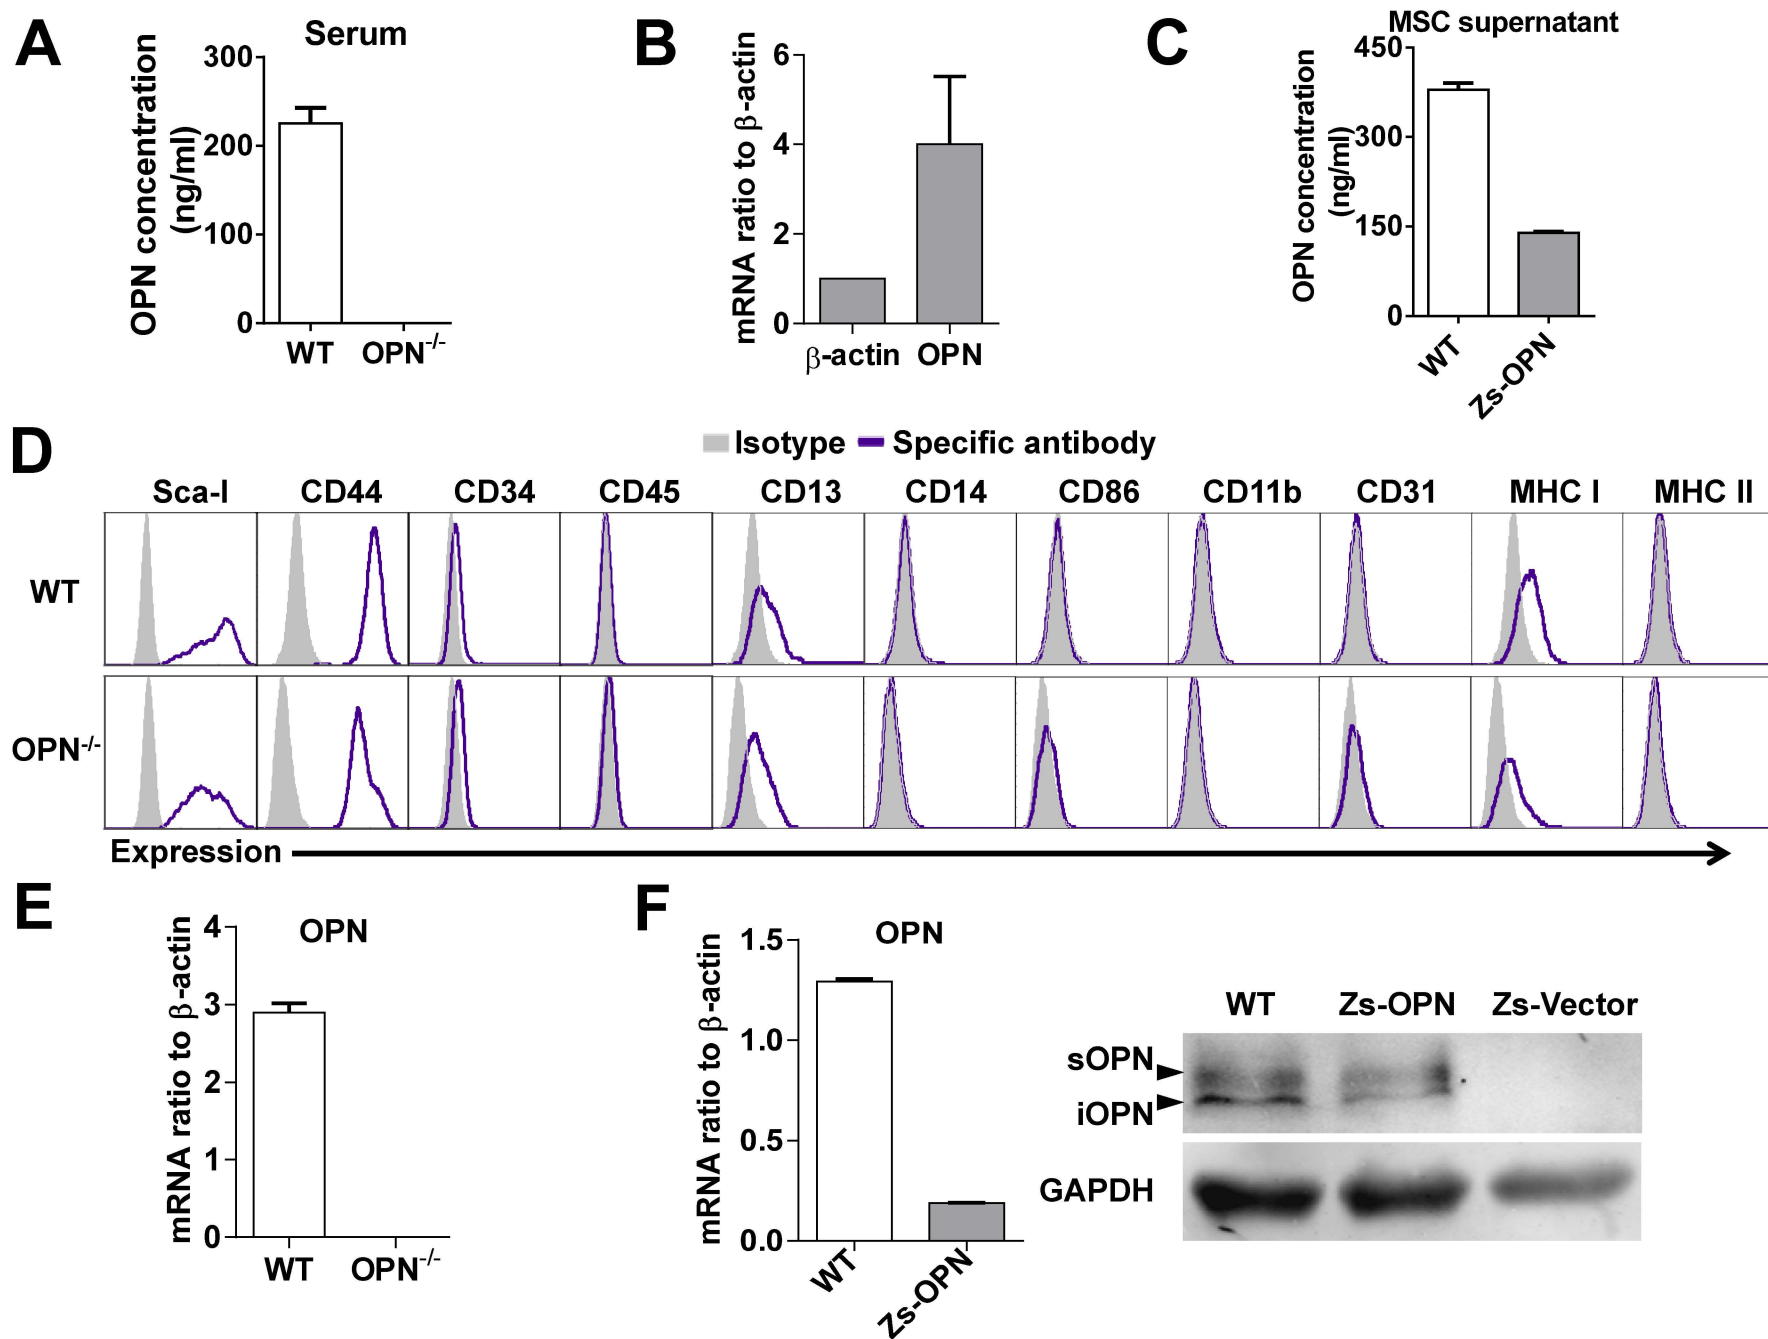 A
Serum
OPN concentration
(ng/ml)
300
200
100
0
WT OPN-/-
B
mRNA ratio to β-actin
6
4
2
0
β-actin OPN
C
MSC supernatant
OPN concentration
(ng/ml)
450
300
150
0
WT
Zs-OPN
D
Isotype Specific antibody
Sca-I CD44 CD34 CD45 CD13 CD14 CD86 CD11b CD31 MHC I MHC II
WT
OPN-/-
Expression
E
OPN
mRNA ratio to β-actin
4
3
2
1
0
WT OPN-/-
F
OPN
mRNA ratio to β-actin
1.5
1.0
0.5
0.0
WT
Zs-OPN
WT Zs-OPN Zs-Vector
sOPN
iOPN
GAPDH